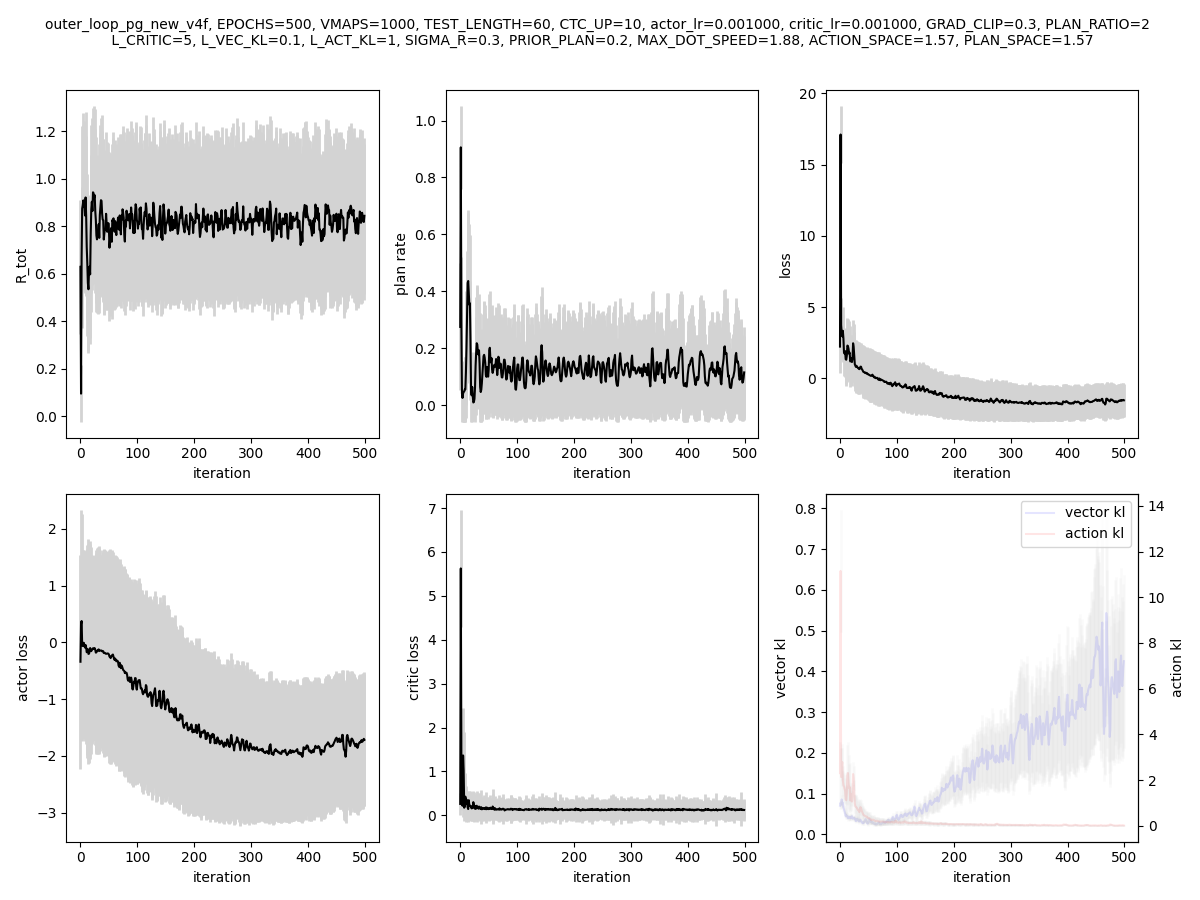 outer_loop_pg_new_v4f, EPOCHS=500, VMAPS=1000, TEST_LENGTH=60, CTC_UP=10, actor_lr=0.001000, critic_lr=0.001000, GRAD_CLIP=0.3, PLAN_RATIO=2
L_CRITIC=5, L_VEC_KL=0.1, L_ACT_KL=1, SIGMA_R=0.3, PRIOR_PLAN=0.2, MAX_DOT_SPEED=1.88, ACTION_SPACE=1.57, PLAN_SPACE=1.57
R_tot
1.2
1.0
0.8
0.6
0.4
0.2
0.0
0 100 200 300 400 500
iteration
plan rate
1.0
0.8
0.6
0.4
0.2
0.0
0 100 200 300 400 500
iteration
loss
20
15
10
5
0
0 100 200 300 400 500
iteration
actor loss
2
1
0
−1
−2
−3
0 100 200 300 400 500
iteration
critic loss
7
6
5
4
3
2
1
0
0 100 200 300 400 500
iteration
vector kl
0.8
0.7
0.6
0.5
0.4
0.3
0.2
0.1
0.0
0 100 200 300 400 500
iteration
vector kl
action kl
14
12
10
8
6
4
2
0
action kl